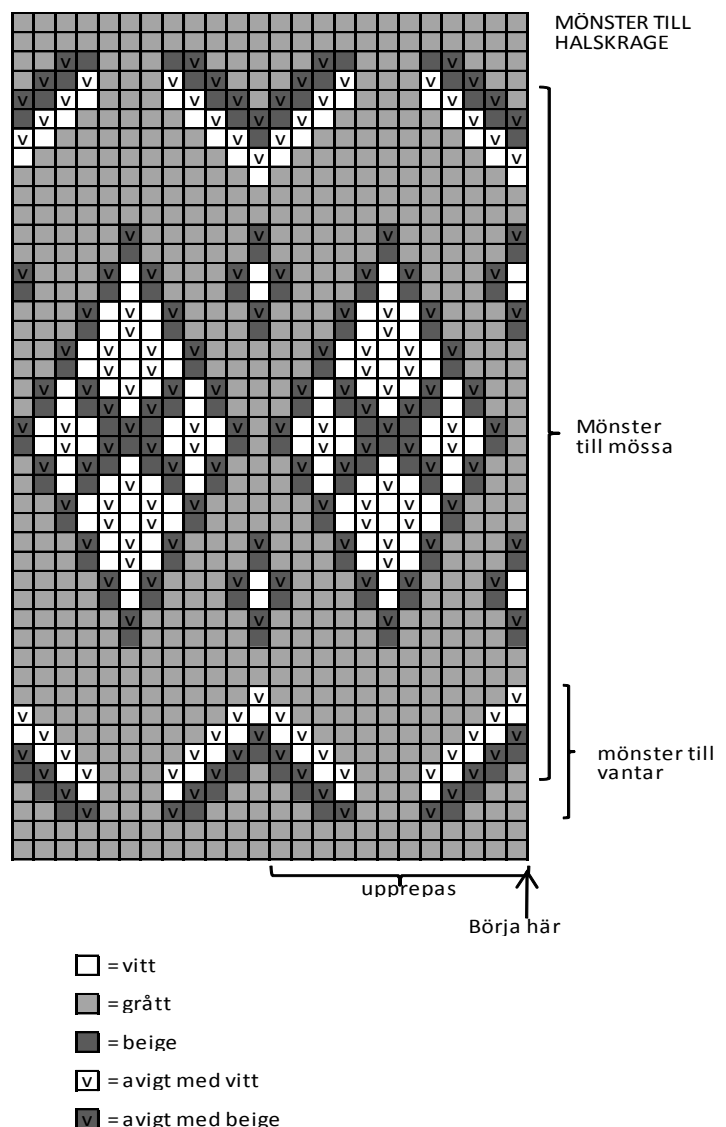 MÖNSTER TILL
HALSKRAGE
Mönster
till mössa
mönster till
vantar
upprepas
Börja här
= vitt
= grått
= beige
v = avigt med vitt
v = avigt med beige